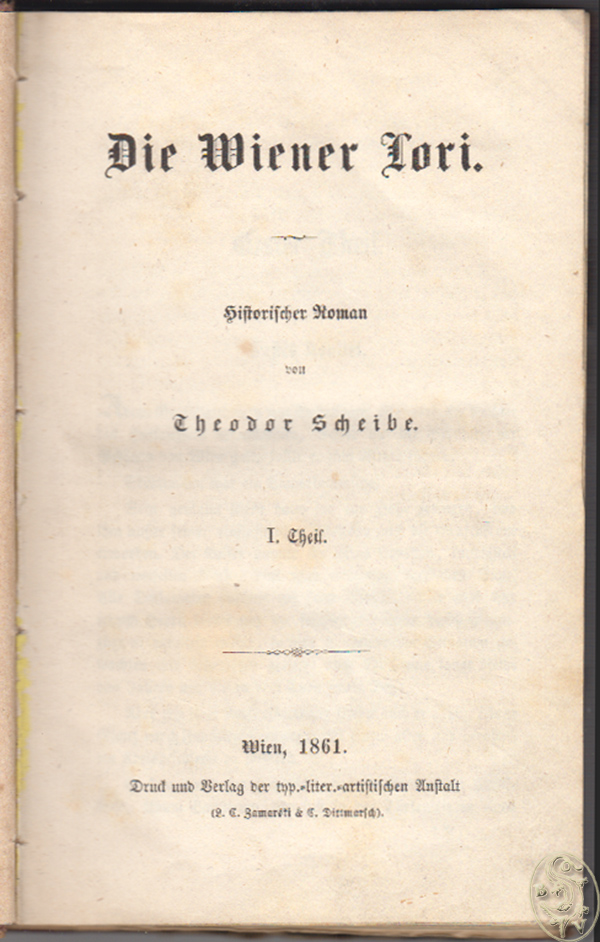 Die Wiener Lori.
Historischer Roman
von
Theodor Scheibe.
I. Theil.
Wien, 1861.
Druck und Verlag der typ.-liter.-artistischen Anstalt
(L. C. Zamarski & C. Dittmarsch).